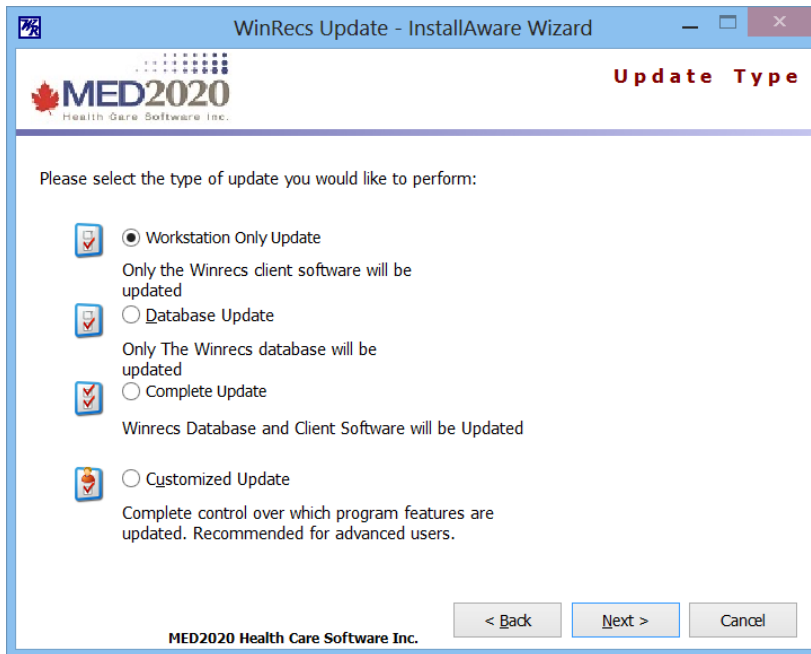 WR WinRecs Update - InstallAware Wizard
MED2020
Health Care Software Inc.
Update Type
Please select the type of update you would like to perform:
Workstation Only Update
Only the Winrecs client software will be
updated
Database Update
Only The Winrecs database will be
updated
Complete Update
Winrecs Database and Client Software will be Updated
Customized Update
Complete control over which program features are
updated. Recommended for advanced users.
< Back Next > Cancel
MED2020 Health Care Software Inc.